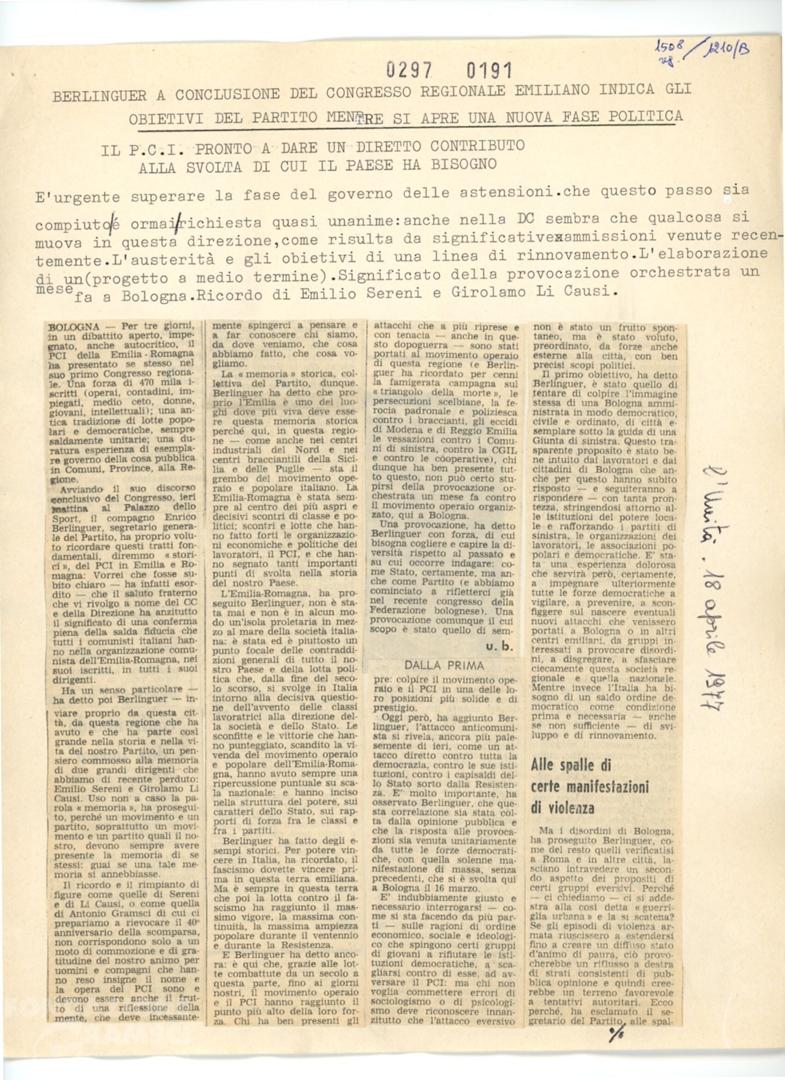 1508 / 1210/B
0297 0191
BERLINGUER A CONCLUSIONE DEL CONGRESSO REGIONALE EMILIANO INDICA GLI
OBIETIVI DEL PARTITO MENTRE SI APRE UNA NUOVA FASE POLITICA
IL P.C.I. PRONTO A DARE UN DIRETTO CONTRIBUTO
ALLA SVOLTA DI CUI IL PAESE HA BISOGNO
E'urgente superare la fase del governo delle astensioni.che questo passo sia
compiuto/é ormai/richiesta quasi unanime:anche nella DC sembra che qualcosa si
muova in questa direzione,come risulta da significativexammissioni venute recen-
temente.L'austerità e gli obietivi di una linea di rinnovamento.L'elaborazione
di un(progetto a medio termine).Significato della provocazione orchestrata un
mese fa a Bologna.Ricordo di Emilio Sereni e Girolamo Li Causi.
BOLOGNA — Per tre giorni,
in un dibattito aperto, impe-
gnato, anche autocritico, il
PCI della Emilia-Romagna
ha presentato se stesso nel
suo primo Congresso regiona-
le. Una forza di 470 mila i-
scritti (operai, contadini, im-
piegati, medio ceto, donne,
giovani, intellettuali); una an-
tica tradizione di lotte popo-
lari e democratiche, sempre
saldamente unitarie; una du-
ratura esperienza di esempla-
re governo della cosa pubblica
in Comuni, Province, alla Re-
gione.
Avviando il suo discorso
conclusivo del Congresso, ieri
mattina al Palazzo dello
Sport, il compagno Enrico
Berlinguer, segretario genera-
le del Partito, ha proprio vo-
luto ricordare questi tratti fon-
damentali, diremmo « stori-
ci », del PCI in Emilia e Ro-
magna: Vorrei che fosse su-
bito chiaro — ha infatti esor-
dito — che il saluto fraterno
che vi rivolgo a nome del CC
e della Direzione ha anzitutto
il significato di una conferma
piena della salda fiducia che
tutti i comunisti italiani han-
no nella organizzazione comu-
nista dell'Emilia-Romagna, nei
suoi iscritti, in tutti i suoi
dirigenti.
Ha un senso particolare —
ha detto poi Berlinguer — in-
viare proprio da questa cit-
tà, da questa regione che ha
avuto e che ha parte così
grande nella storia e nella vi-
ta del nostro Partito, un pen-
siero commosso alla memoria
di due grandi dirigenti che
abbiamo di recente perduto:
Emilio Sereni e Girolamo Li
Causi. Uso non a caso la pa-
rola « memoria », ha prosegui-
to, perché un movimento e un
partito, soprattutto un movi-
mento e un partito quali il no-
stro, devono sempre avere
presente la memoria di se
stessi: guai se una tale me-
moria si annebbiasse.
Il ricordo e il rimpianto di
figure come quelle di Sereni
e di Li Causi, o come quella
di Antonio Gramsci di cui ci
prepariamo a rievocare il 40°
anniversario della scomparsa,
non corrispondono solo a un
moto di commozione e di gra-
titudine del nostro animo per
uomini e compagni che han-
no reso insigne il nome e
la opera del PCI sono e
devono essere anche il frut-
to di una riflessione della
mente, che deve incessante-
mente spingerci a pensare e
a far conoscere chi siamo,
da dove veniamo, che cosa
abbiamo fatto, che cosa vo-
gliamo.
La « memoria » storica, col-
lettiva del Partito, dunque.
Berlinguer ha detto che pro-
prio l'Emilia è uno dei luo-
ghi dove più viva deve esse-
re questa memoria storica
perché qui, in questa regio-
ne — come anche nei centri
industriali del Nord e nei
centri bracciantili della Sici-
lia e delle Puglie — sta il
grembo del movimento ope-
raio e popolare italiano. La
Emilia-Romagna è stata sem-
pre al centro dei più aspri e
decisivi scontri di classe e po-
litici; scontri e lotte che han-
no fatto forti le organizzazio-
ni economiche e politiche dei
lavoratori, il PCI, e che han-
no segnato tanti importanti
punti di svolta nella storia
del nostro Paese.
L'Emilia-Romagna, ha pro-
seguito Berlinguer, non è sta-
ta mai e non è in alcun mo-
do un'isola proletaria in mez-
zo al mare della società italia-
na: è stata ed è piuttosto un
punto focale delle contraddi-
zioni generali di tutto il no-
stro Paese e della lotta poli-
tica che, dalla fine del seco-
lo scorso, si svolge in Italia
intorno alla decisiva questio-
ne dell'avvento delle classi
lavoratrici alla direzione del-
la società e dello Stato. Le
sconfitte e le vittorie che han-
no punteggiato, scandito la vi-
venda del movimento operaio
e popolare dell'Emilia-Roma-
gna, hanno avuto sempre una
ripercussione puntuale su sca-
la nazionale: e hanno inciso
nella struttura del potere, sui
caratteri dello Stato, sui rap-
porti di forza fra le classi e
fra i partiti.
Berlinguer ha fatto degli e-
sempi storici. Per potere vin-
cere in Italia, ha ricordato, il
fascismo dovette vincere pri-
ma in questa terra emiliana.
Ma è sempre in questa terra
che poi la lotta contro il fa-
scismo ha raggiunto il massi-
mo vigore, la massima con-
tinuità, la massima ampiezza
popolare durante il ventennio
e durante la Resistenza.
E Berlinguer ha detto anco-
ra: è qui che, grazie alle lot-
te combattute da un secolo a
questa parte, fino ai giorni
nostri, il movimento operaio
e il PCI hanno raggiunto il
punto più alto della loro for-
za. Chi ha ben presenti gli
attacchi che a più riprese e
con tenacia — anche in que-
sto dopoguerra — sono stati
portati al movimento operaio
di questa regione (e Berlin-
guer ha ricordato per cenni
la famigerata campagna sul
« triangolo della morte », le
persecuzioni scelbiane, la fe-
rocia padronale e poliziesca
contro i braccianti, gli eccidi
di Modena e di Reggio Emilia
le vessazioni contro i Comu-
ni di sinistra, contro la CGIL
e contro le cooperative), chi
dunque ha ben presente tut-
to questo, non può certo stu-
pirsi della provocazione or-
chestrata un mese fa contro
il movimento operaio organiz-
zato, qui a Bologna.
Una provocazione, ha detto
Berlinguer con forza, di cui
bisogna cogliere e capire la di-
versità rispetto al passato e
su cui occorre indagare: co-
me Stato, certamente, ma an-
che come Partito (e abbiamo
cominciato a rifletterci già
nel recente congresso della
Federazione bolognese). Una
provocazione comunque il cui
scopo è stato quello di sem-
u. b.
DALLA PRIMA
pre: colpire il movimento ope-
raio e il PCI in una delle lo-
ro posizioni più solide e di
prestigio.
Oggi però, ha aggiunto Ber-
linguer, l'attacco anticomuni-
sta si rivela, ancora più pale-
semente di ieri, come un at-
tacco diretto contro tutta la
democrazia, contro le sue isti-
tuzioni, contro i capisaldi del-
lo Stato sorto dalla Resisten-
za. E' molto importante, ha os-
servato Berlinguer, che que-
sta correlazione sia stata col-
ta dalla opinione pubblica e
che la risposta alle provoca-
zioni sia venuta unitariamente
da tutte le forze democrati-
che, con quella solenne ma-
nifestazione di massa, senza
precedenti, che si è svolta qui
a Bologna il 16 marzo.
E' indubbiamente giusto e
necessario interrogarsi — co-
me si sta facendo da più par-
ti — sulle ragioni di ordine
economico, sociale e ideologi-
co che spingono certi gruppi
di giovani a rifiutare le isti-
tuzioni democratiche, a sca-
gliarsi contro di esse, ad av-
versare il PCI: ma chi non
voglia commettere errori di
sociologismo o di psicologi-
smo deve riconoscere innan-
zitutto che l'attacco eversivo
non è stato un frutto spon-
taneo, ma è stato voluto,
preordinato, da forze anche
esterne alla città, con ben
precisi scopi politici.
Il primo obiettivo, ha detto
Berlinguer, è stato quello di
tentare di colpire l'immagine
stessa di una Bologna ammi-
nistrata in modo democratico,
civile e ordinato, di città e-
semplare sotto la guida di una
Giunta di sinistra. Questo tra-
sparente proposito è stato be-
ne intuito dai lavoratori e dai
cittadini di Bologna che an-
che per questo hanno subito
risposto — e seguiteranno a
rispondere — con tanta pron-
tezza, stringendosi attorno al-
le istituzioni del potere loca-
le e rafforzando i partiti di
sinistra, le organizzazioni dei
lavoratori, le associazioni po-
polari e democratiche. E' sta-
ta una esperienza dolorosa
che servirà però, certamente,
a impegnare ulteriormente
tutte le forze democratiche a
vigilare, a prevenire, a scon-
figgere sul nascere eventuali
nuovi attacchi che venissero
portati a Bologna o in altri
centri emiliani, da gruppi in-
teressati a provocare disordi-
ni, a disgregare, a sfasciare
ciecamente questa società re-
gionale e quella nazionale.
Mentre invece l'Italia ha bi-
sogno di un saldo ordine de-
mocratico come condizione
prima e necessaria — anche
se non sufficiente — di svi-
luppo e di rinnovamento.
Alle spalle di
certe manifestazioni
di violenza
Ma i disordini di Bologna,
ha proseguito Berlinguer, co-
me del resto quelli verificatisi
a Roma e in altre città, la-
sciano intravedere un secon-
do aspetto dei propositi di
certi gruppi eversivi. Perché
— ci chiediamo — ci si adde-
stra alla così detta « guerri-
glia urbana » e la si scatena?
Se gli episodi di violenza ar-
mata riuscissero a estendersi
fino a creare un diffuso stato
d'animo di paura, ciò provo-
cherebbe un riflusso a destra
di strati consistenti di pub-
blica opinione e quindi cree-
rebbe un terreno favorevole
a tentativi autoritari. Ecco
perché, ha esclamato il se-
gretario del Partito, alle spal-
l'Unità. 18 aprile 1977